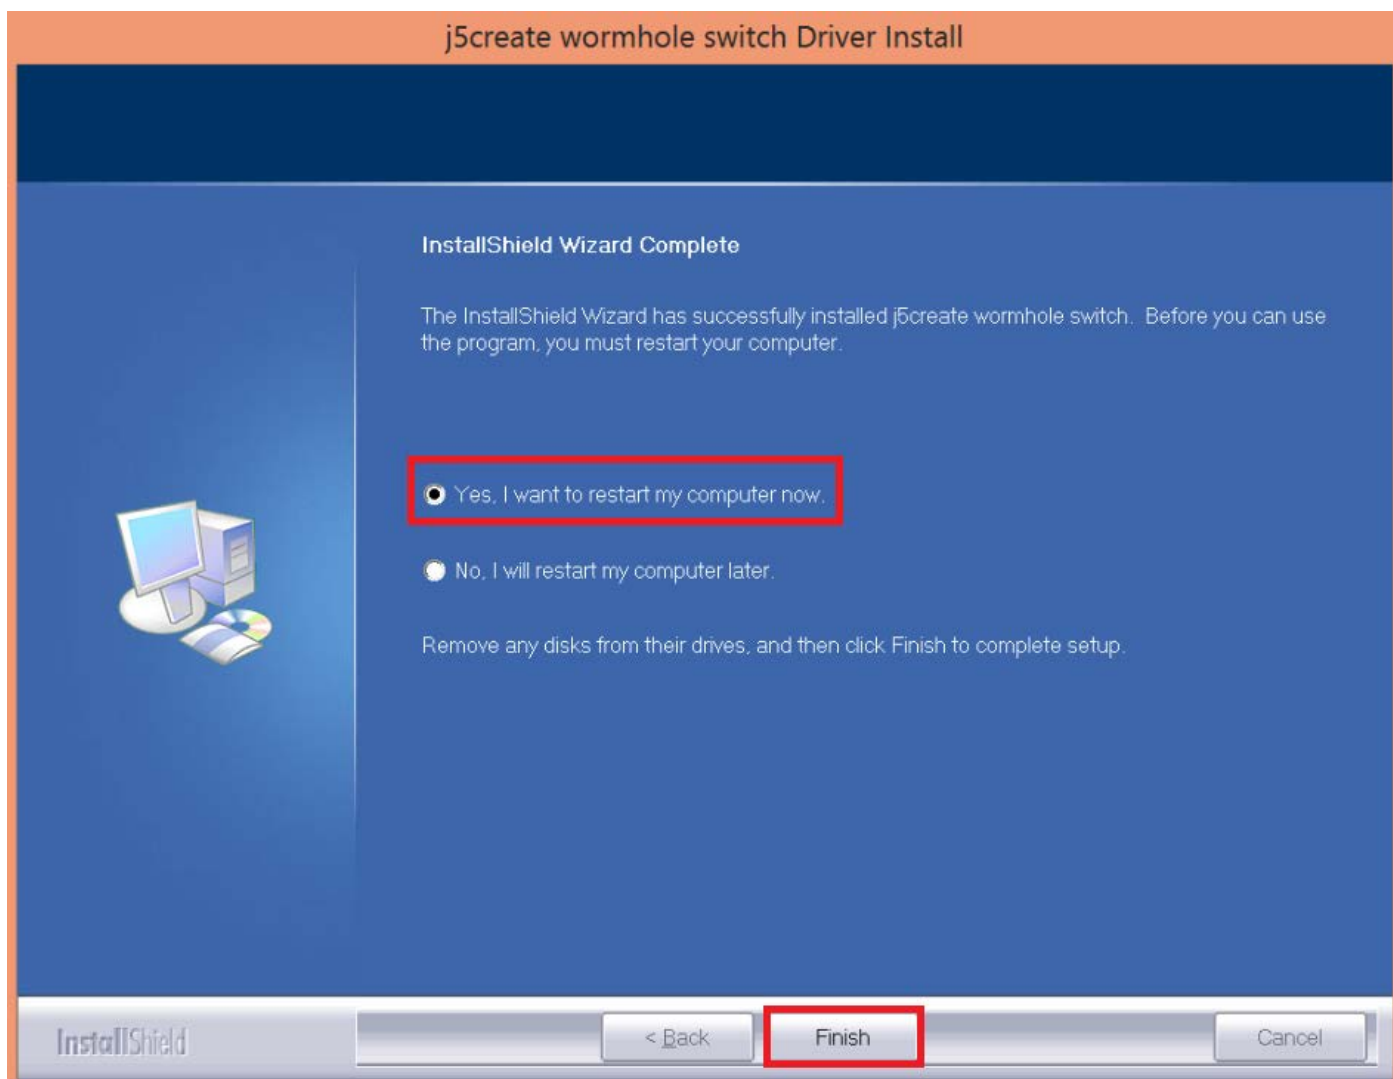 j5create wormhole switch Driver Install
InstallShield Wizard Complete
The InstallShield Wizard has successfully installed j5create wormhole switch. Before you can use
the program, you must restart your computer.
Yes, I want to restart my computer now.
No, I will restart my computer later.
Remove any disks from their drives, and then click Finish to complete setup.
InstallShield
< Back
Finish
Cancel